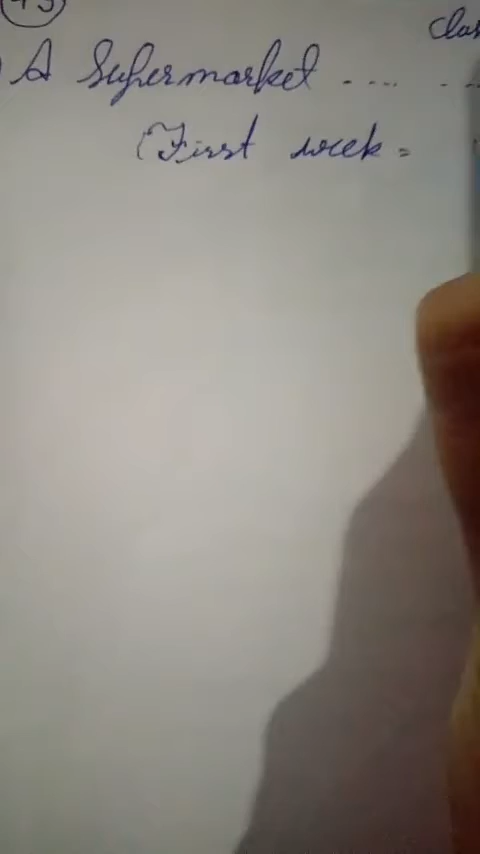 A Supermarket .... ..
(First week =